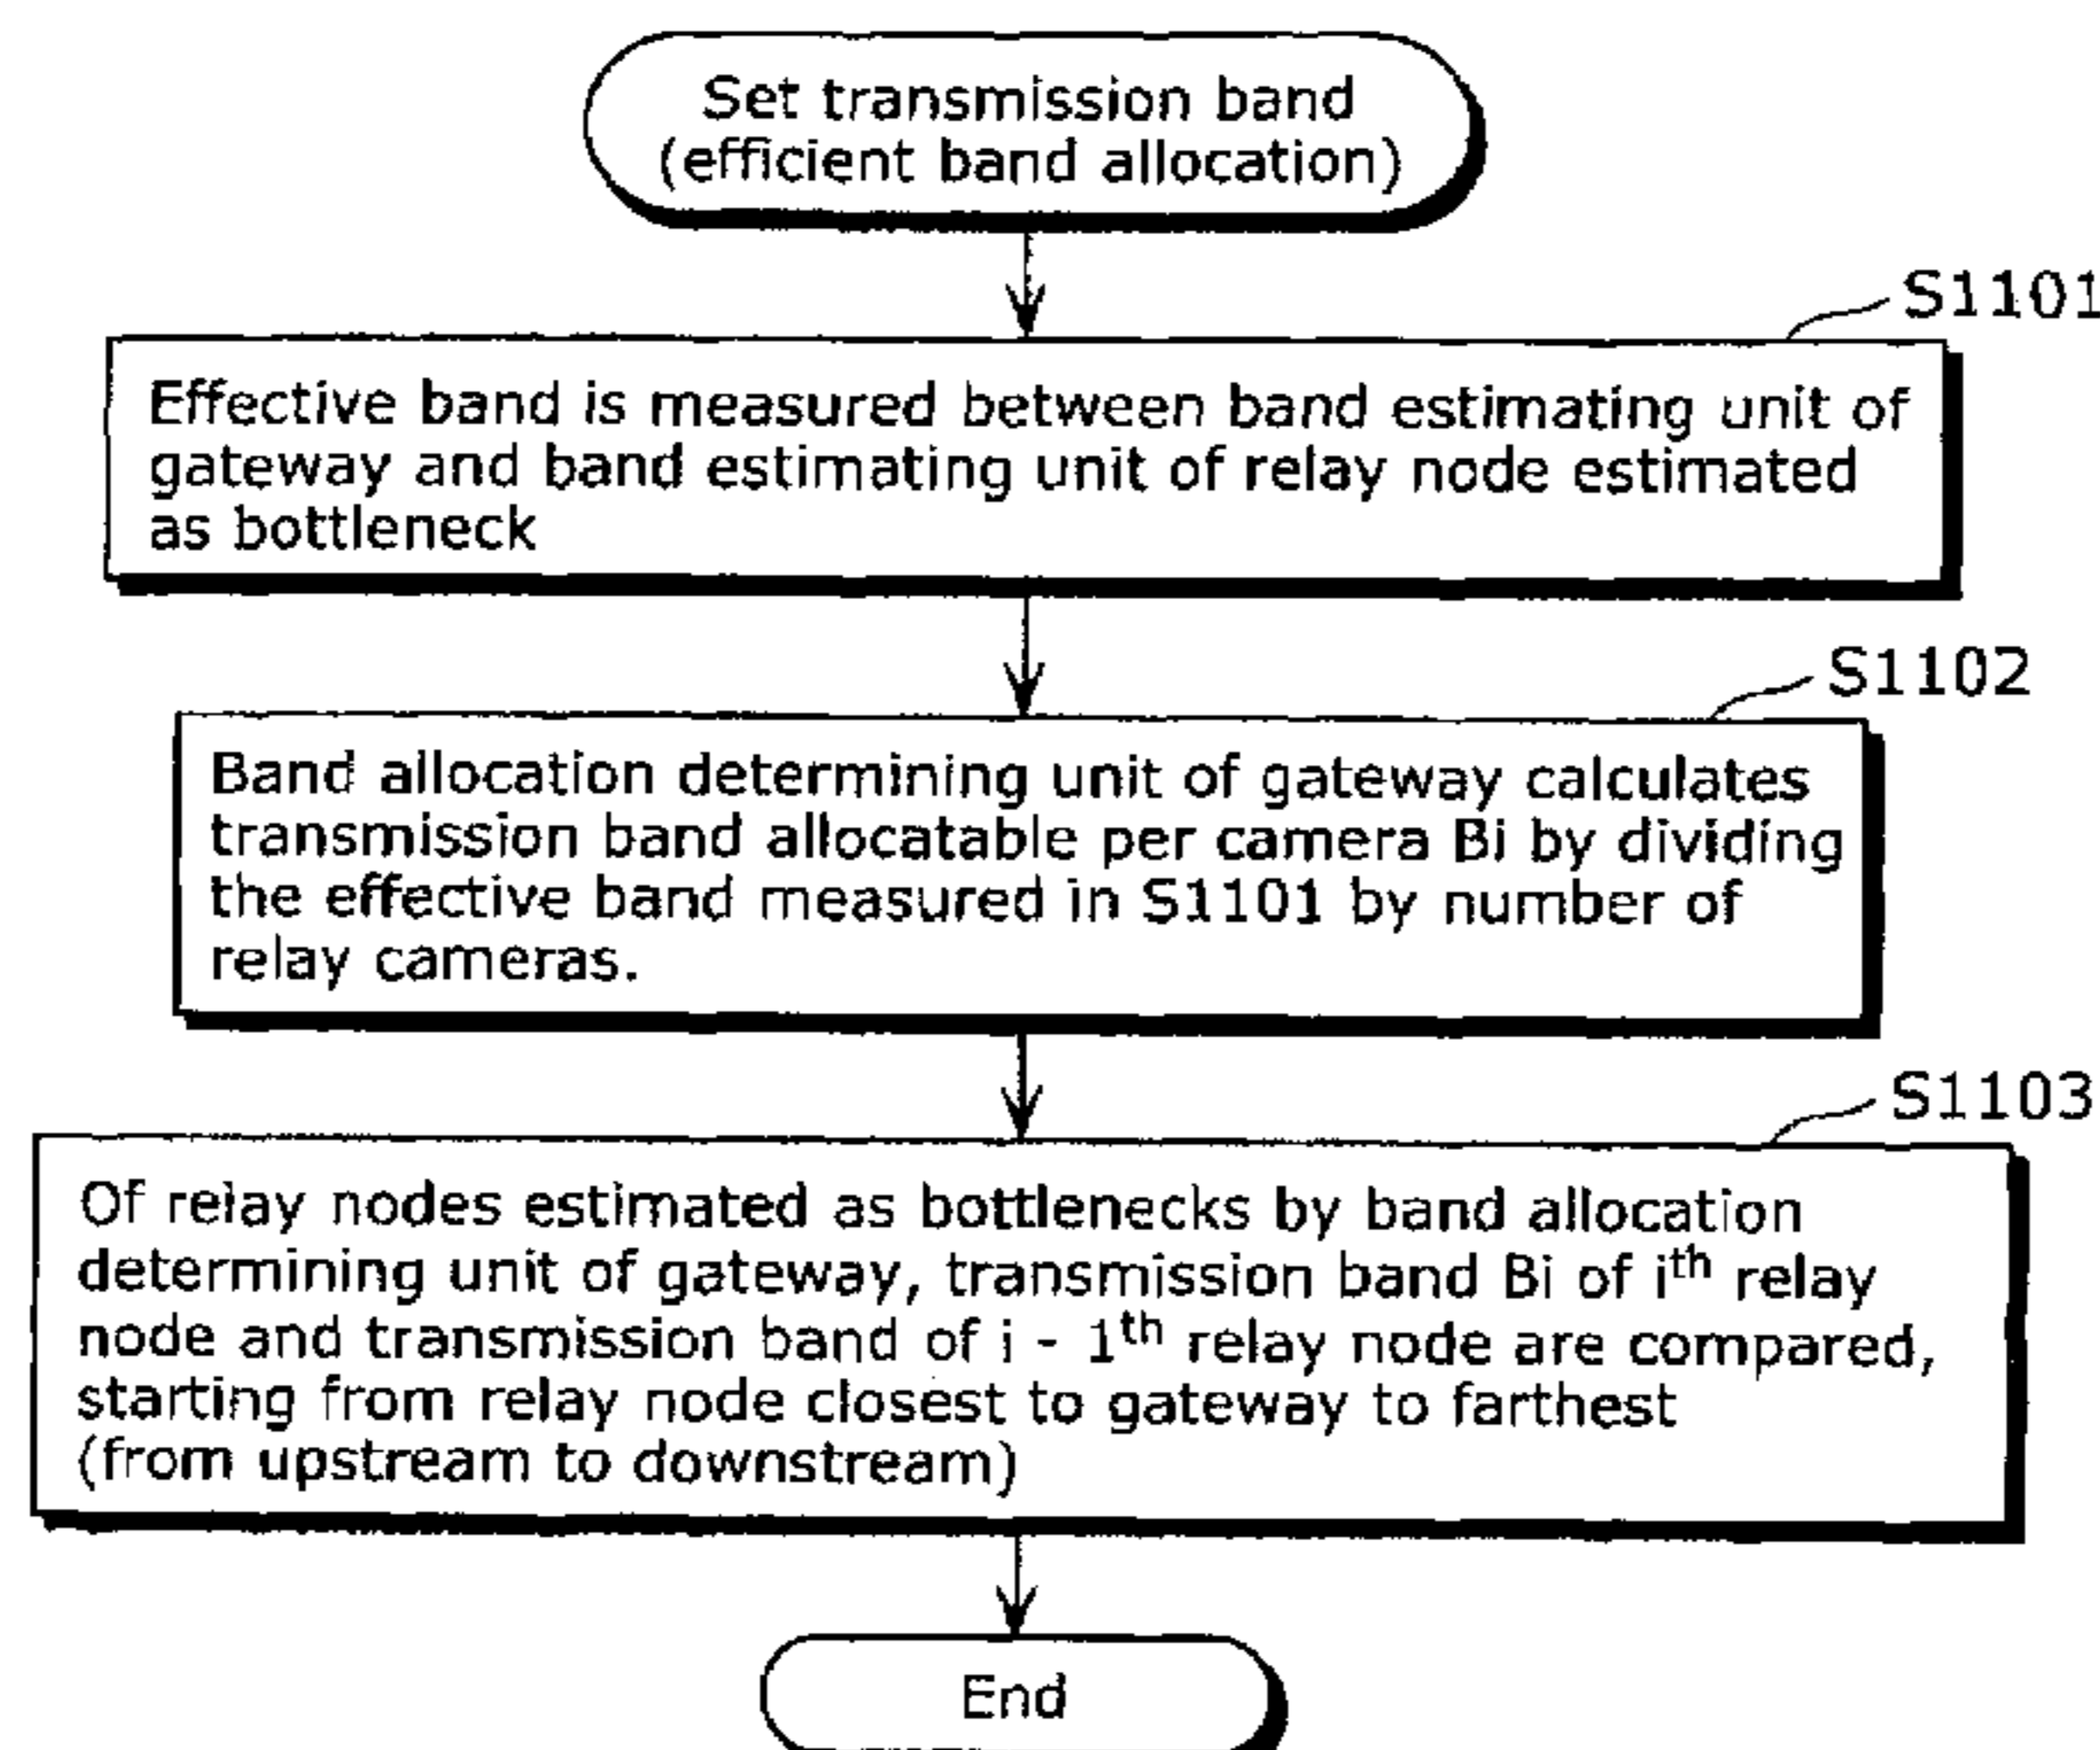 Set transmission band
(efficient band allocation)
S1101
Effective band is measured between band estimating unit of
gateway and band estimating unit of relay node estimated
as bottleneck
S1102
Band allocation determining unit of gateway calculates
transmission band allocatable per camera Bi by dividing
the effective band measured in S1101 by number of
relay cameras.
S1103
Of relay nodes estimated as bottlenecks by band allocation
determining unit of gateway, transmission band Bi of ith relay
node and transmission band of i - 1th relay node are compared,
starting from relay node closest to gateway to farthest
(from upstream to downstream)
End